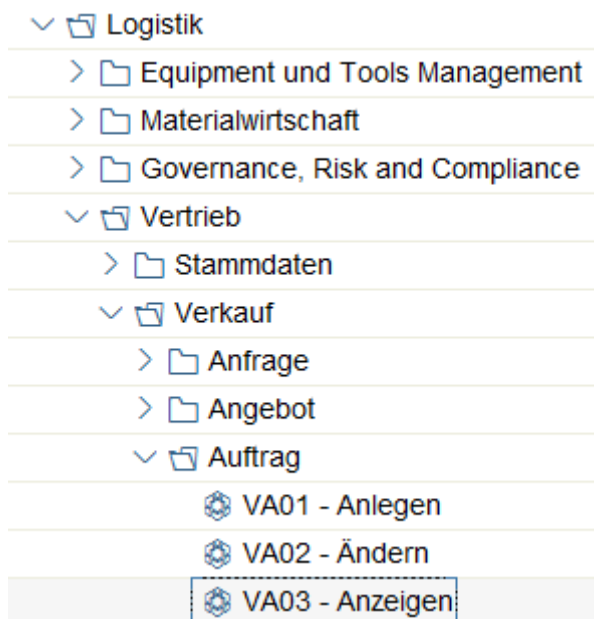 Logistik
Equipment und Tools Management
Materialwirtschaft
Governance, Risk and Compliance
Vertrieb
Stammdaten
Verkauf
Anfrage
Angebot
Auftrag
VA01 - Anlegen
VA02 - Ändern
VA03 - Anzeigen